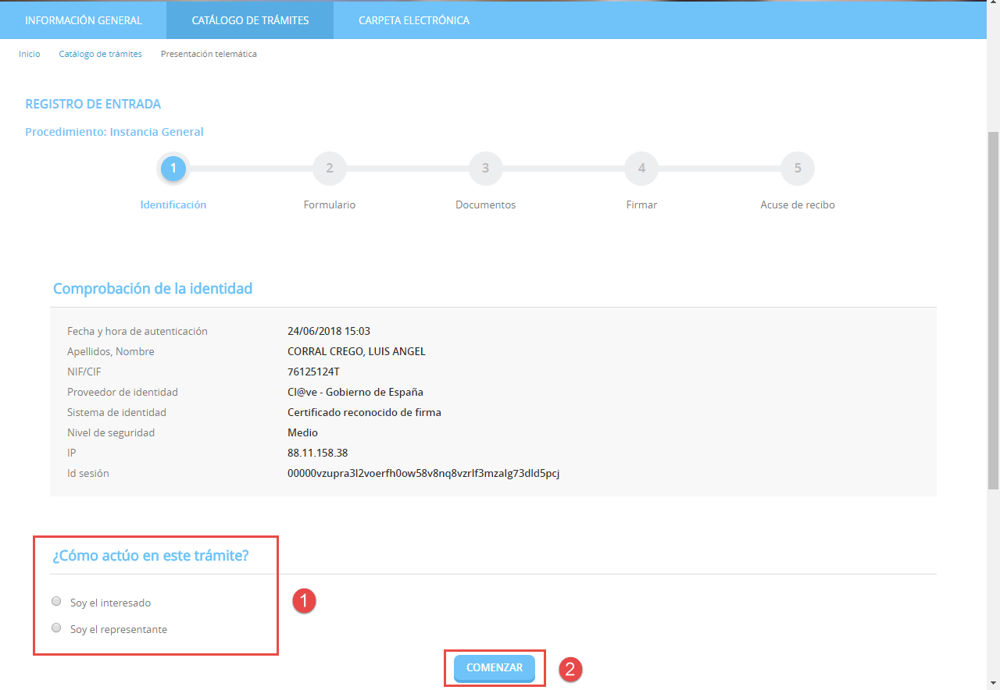 INFORMACIÓN GENERAL CATÁLOGO DE TRÁMITES CARPETA ELECTRÓNICA
Inicio Catálogo de trámites Presentación telemática
REGISTRO DE ENTRADA
Procedimiento: Instancia General
1 2 3 4 5
Identificación Formulario Documentos Firmar Acuse de recibo
Comprobación de la identidad
Fecha y hora de autenticación 24/06/2018 15:03
Apellidos, Nombre CORRAL CREGO, LUIS ANGEL
NIF/CIF 76125124T
Proveedor de identidad Cl@ve - Gobierno de España
Sistema de identidad Certificado reconocido de firma
Nivel de seguridad Medio
IP 88.11.158.38
Id sesión 00000vzupra3l2voerfh0ow58v8nq8vzrlf3mzalg73dld5pcj
¿Cómo actúo en este trámite?
Soy el interesado
1
Soy el representante
COMENZAR 2